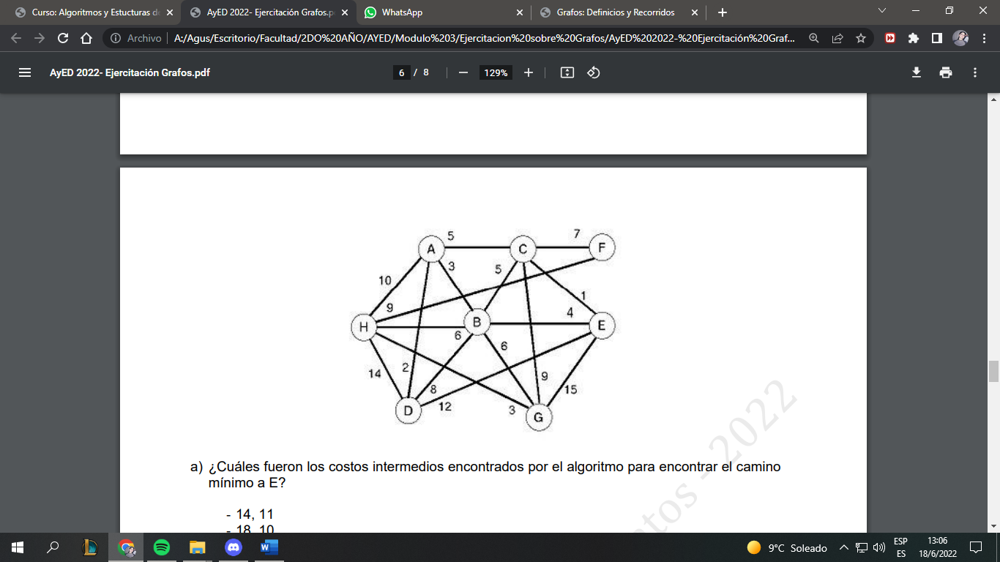 Curso: Algoritmos y Estucturas d
AyED 2022- Ejercitación Grafos.p
WhatsApp
Grafos: Definicios y Recorridos
Archivo
A:/Agus/Escritorio/Facultad/2DO%20AÑO/AYED/Modulo%203/Ejercitacion%20sobre%20Grafos/AyED%202022-%20Ejercitación%20Graf...
AyED 2022- Ejercitación Grafos.pdf
6 / 8
129%
5
7
A
C
F
3
5
10
1
9
4
H
B
E
6
6
14
2
9
8
15
12
3
D
G
a) ¿Cuáles fueron los costos intermedios encontrados por el algoritmo para encontrar el camino
mínimo a E?
- 14, 11
- 18, 10
ntos - 2022
9°C Soleado
ESP
ES
13:06
18/6/2022